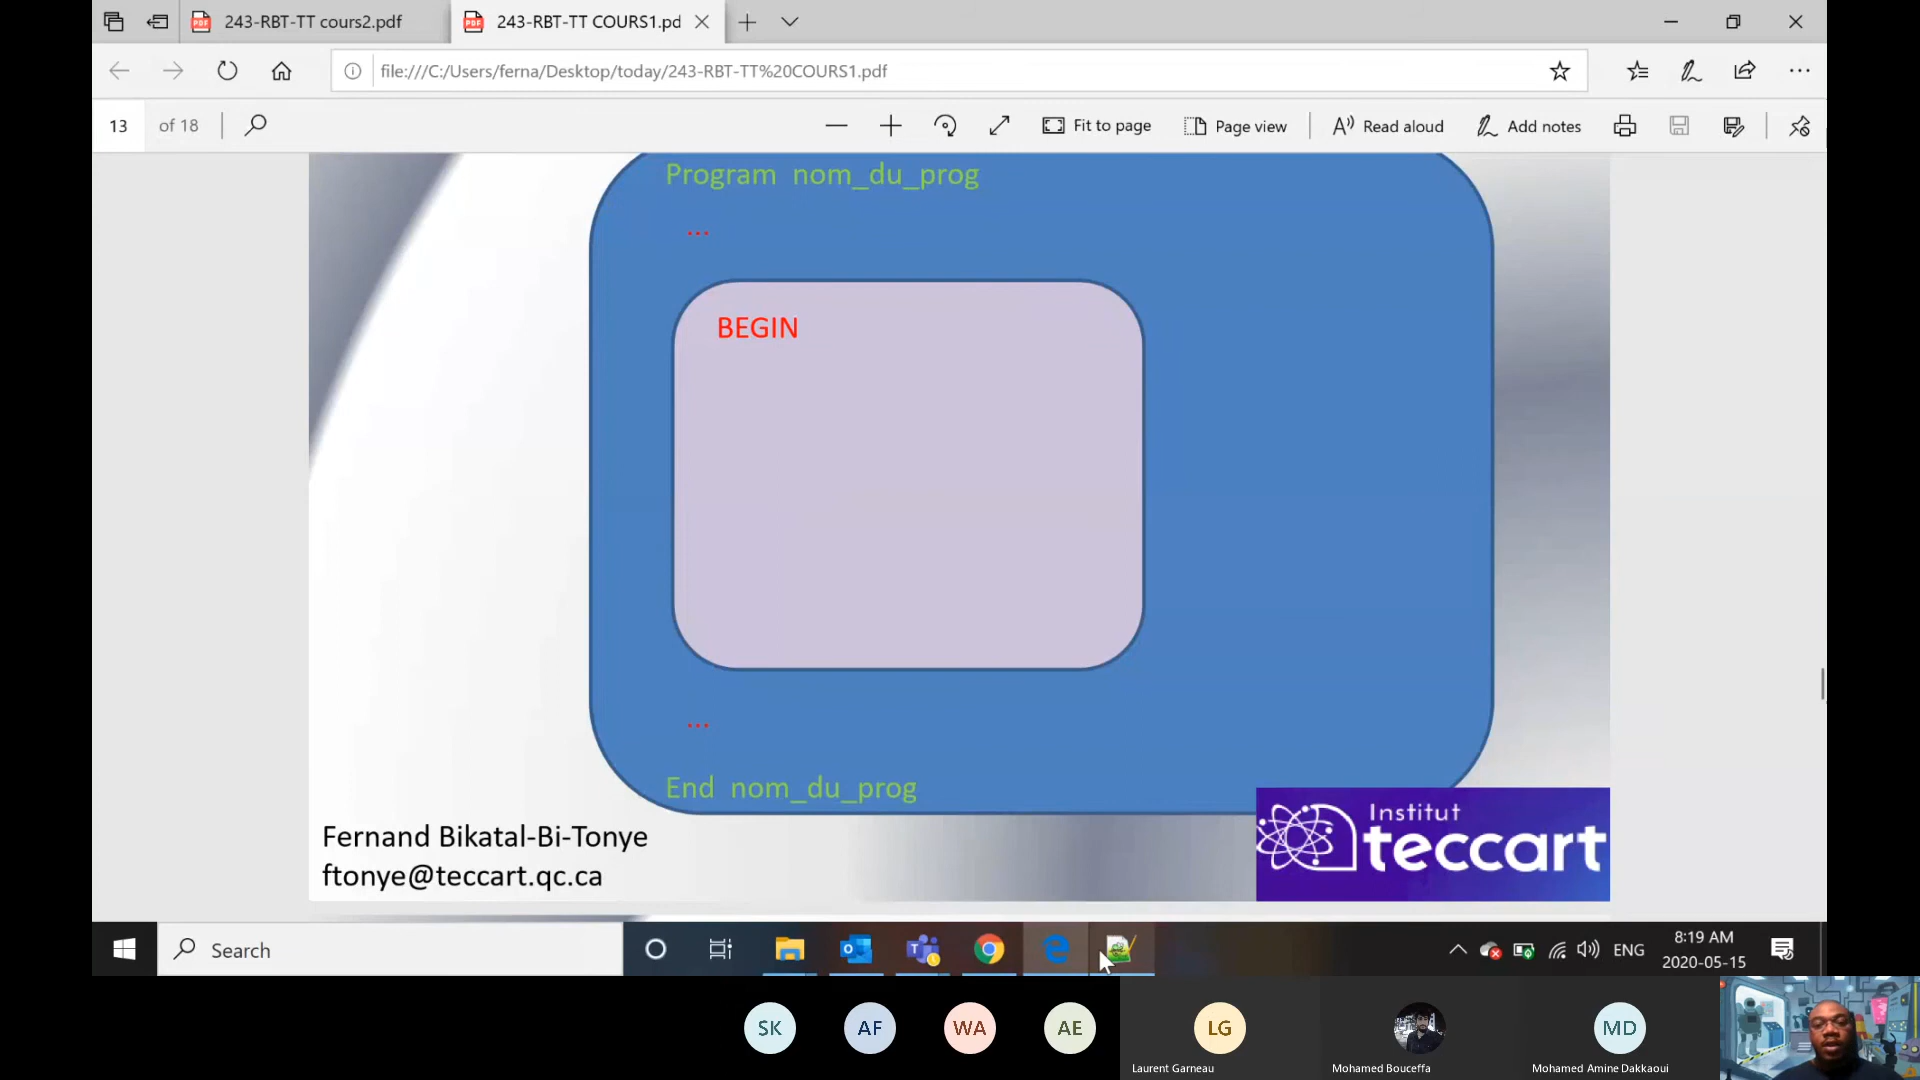 243-RBT-TT cours2.pdf
243-RBT-TT COURS1.pd
file:///C:/Users/ferna/Desktop/today/243-RBT-TT%20COURS1.pdf
13 of 18
Fit to page
Page view
Read aloud
Add notes
Program nom_du_prog
...
BEGIN
...
End nom_du_prog
Fernand Bikatal-Bi-Tonye
ftonye@teccart.qc.ca
Institut
teccart
Search
ENG
8:19 AM
2020-05-15
SK
AF
WA
AE
LG
MD
Laurent Garneau
Mohamed Bouceffa
Mohamed Amine Dakkaoui